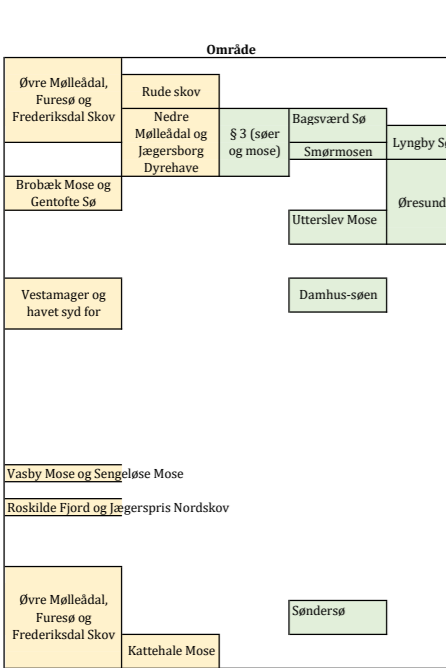 Område
Øvre Mølleådal,
Furesø og
Frederiksdal Skov
Rude skov
Nedre
Mølleådal og
Jægersborg
Dyrehave
§ 3 (søer
og mose)
Bagsværd Sø
Smørmosen
Lyngby Sø
Brobæk Mose og
Gentofte Sø
Øresund
Utterslev Mose
Vestamager og
havet syd for
Damhus-søen
Vasby Mose og Sengeløse Mose
Roskilde Fjord og Jægerspris Nordskov
Øvre Mølleådal,
Furesø og
Frederiksdal Skov
Søndersø
Kattehale Mose